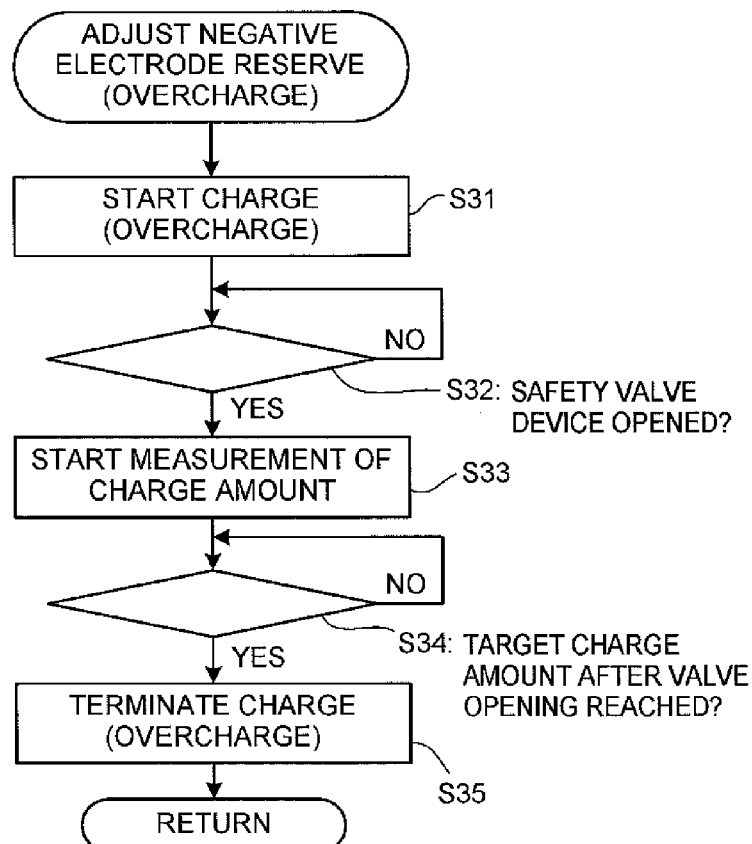 ADJUST NEGATIVE
ELECTRODE RESERVE
(OVERCHARGE)
START CHARGE
(OVERCHARGE)
S31
NO
S32: SAFETY VALVE
DEVICE OPENED?
YES
START MEASUREMENT OF
CHARGE AMOUNT
S33
NO
S34: TARGET CHARGE
AMOUNT AFTER VALVE
OPENING REACHED?
YES
TERMINATE CHARGE
(OVERCHARGE)
S35
RETURN